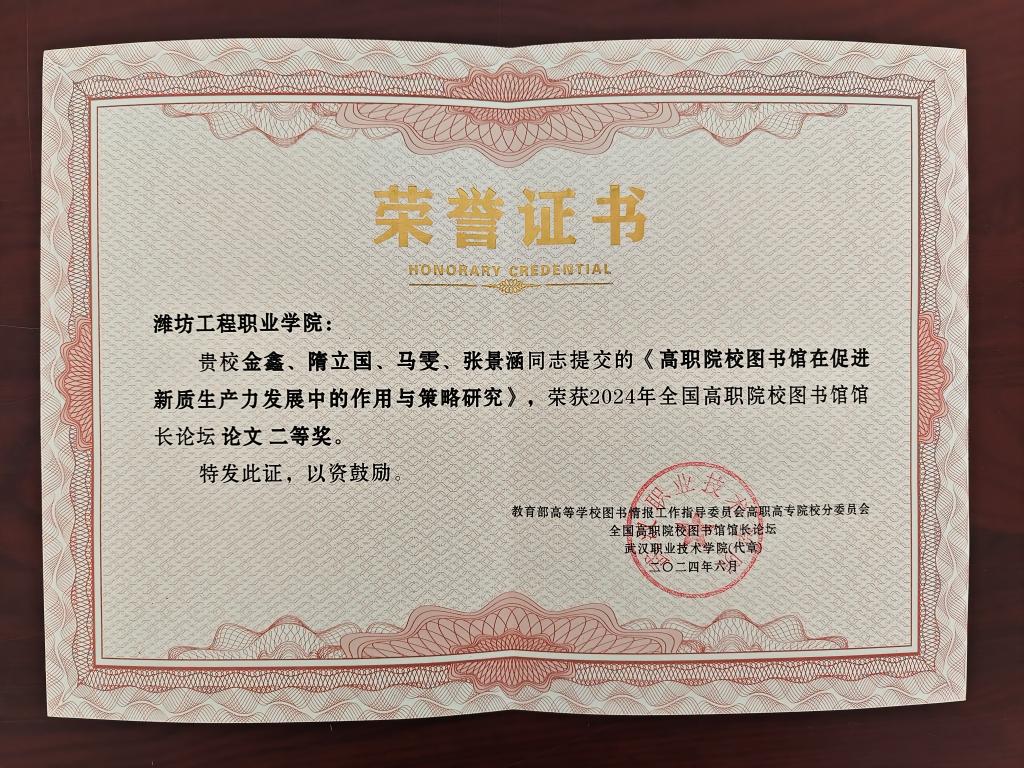 荣誉证书
HONORARY CREDENTIAL
潍坊工程职业学院：
贵校金鑫、隋立国、马雯、张景涵同志提交的《高职院校图书馆在促进
新质生产力发展中的作用与策略研究》，荣获2024年全国高职院校图书馆馆
长论坛 论文 二等奖。
特发此证，以资鼓励。
教育部高等学校图书情报工作指导委员会高职高专院校分委员会
全国高职院校图书馆馆长论坛
武汉职业技术学院(代章)
二〇二四年六月